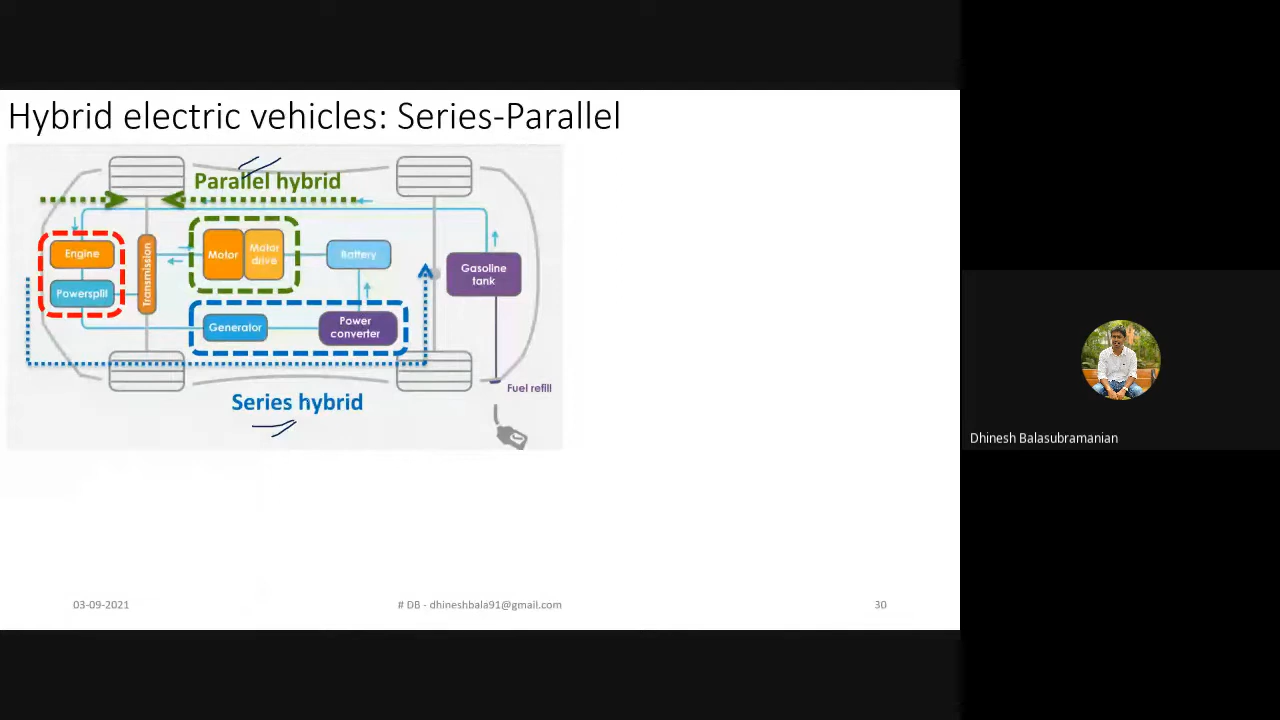 Hybrid electric vehicles: Series-Parallel
Parallel hybrid
Engine
Powersplit
Transmission
Motor
Motor
drive
Battery
Gasoline
tank
Generator
Power
converter
Fuel refill
Series hybrid
Dhinesh Balasubramanian
03-09-2021
# DB - dhineshbala91@gmail.com
30